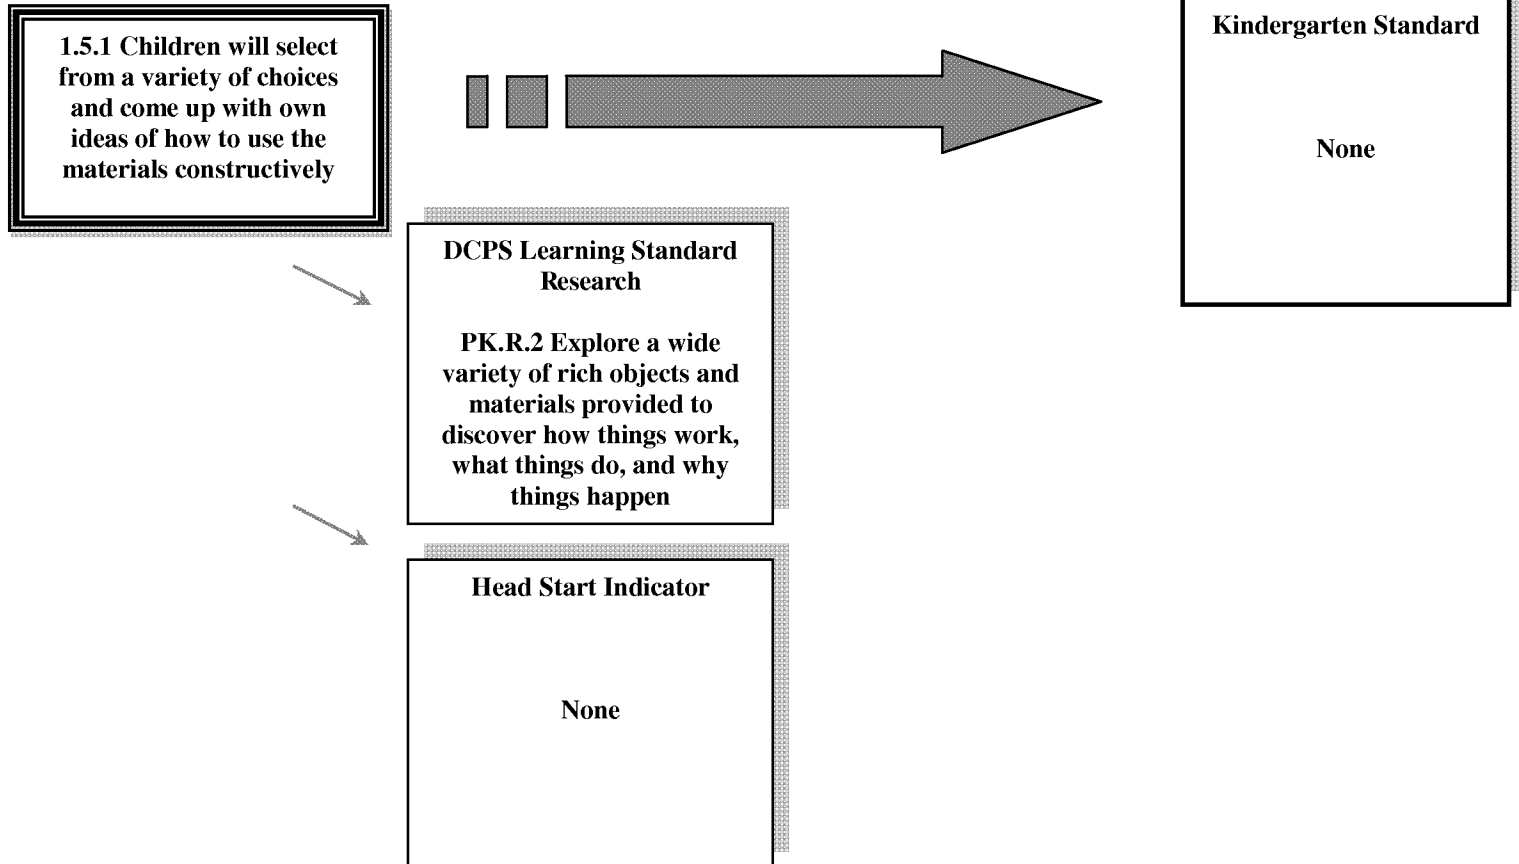 1.5.1 Children will select
from a variety of choices
and come up with own
ideas of how to use the
materials constructively
Kindergarten Standard
None
DCPS Learning Standard
Research
PK.R.2 Explore a wide
variety of rich objects and
materials provided to
discover how things work,
what things do, and why
things happen
Head Start Indicator
None